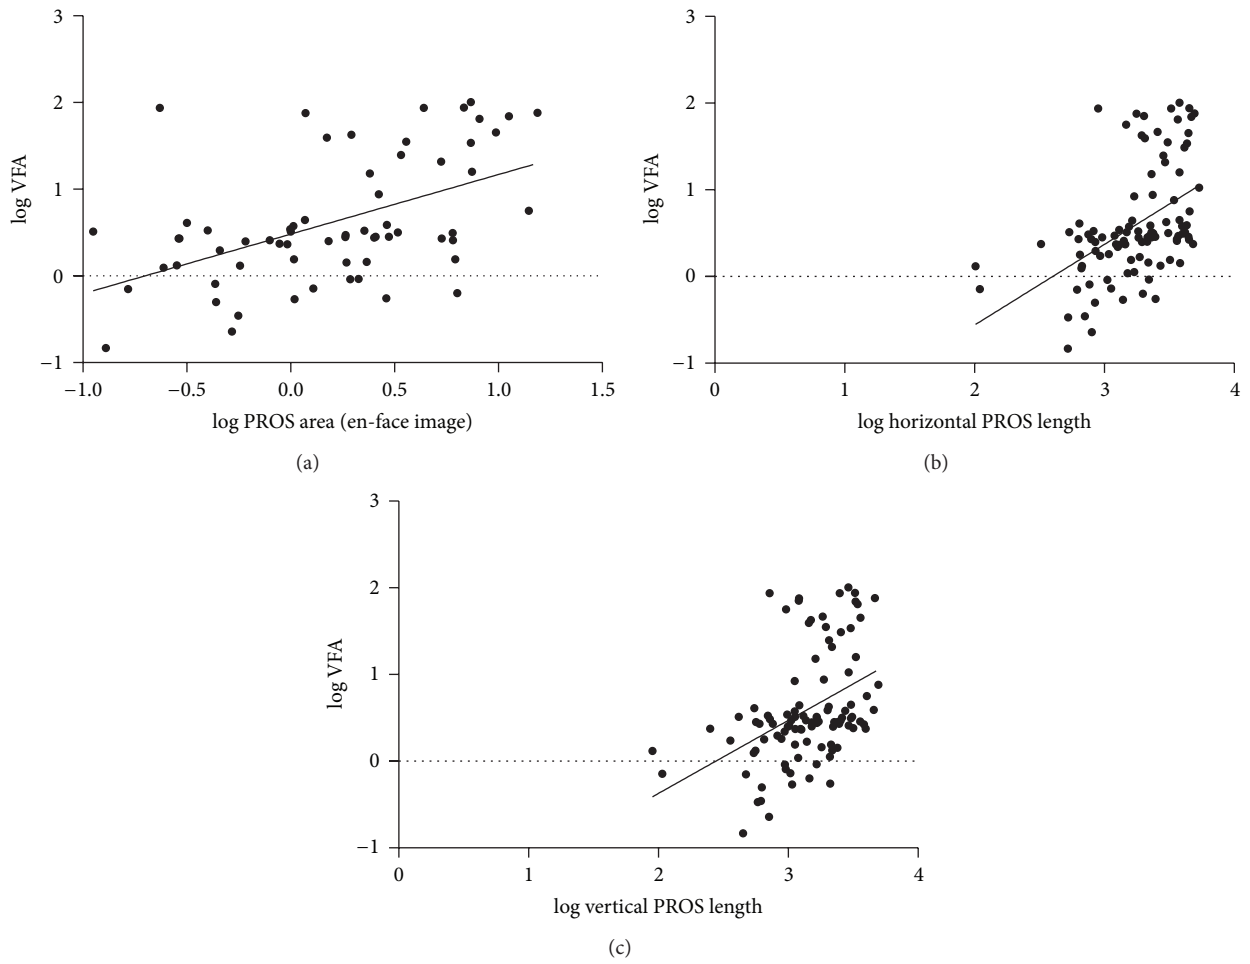 3
2
1
0
−1
log VFA
−1.0 −0.5 0.0 0.5 1.0 1.5
log PROS area (en-face image)
(a)
3
2
1
0
−1
log VFA
0 1 2 3 4
log horizontal PROS length
(b)
3
2
1
0
−1
log VFA
0 1 2 3 4
log vertical PROS length
(c)